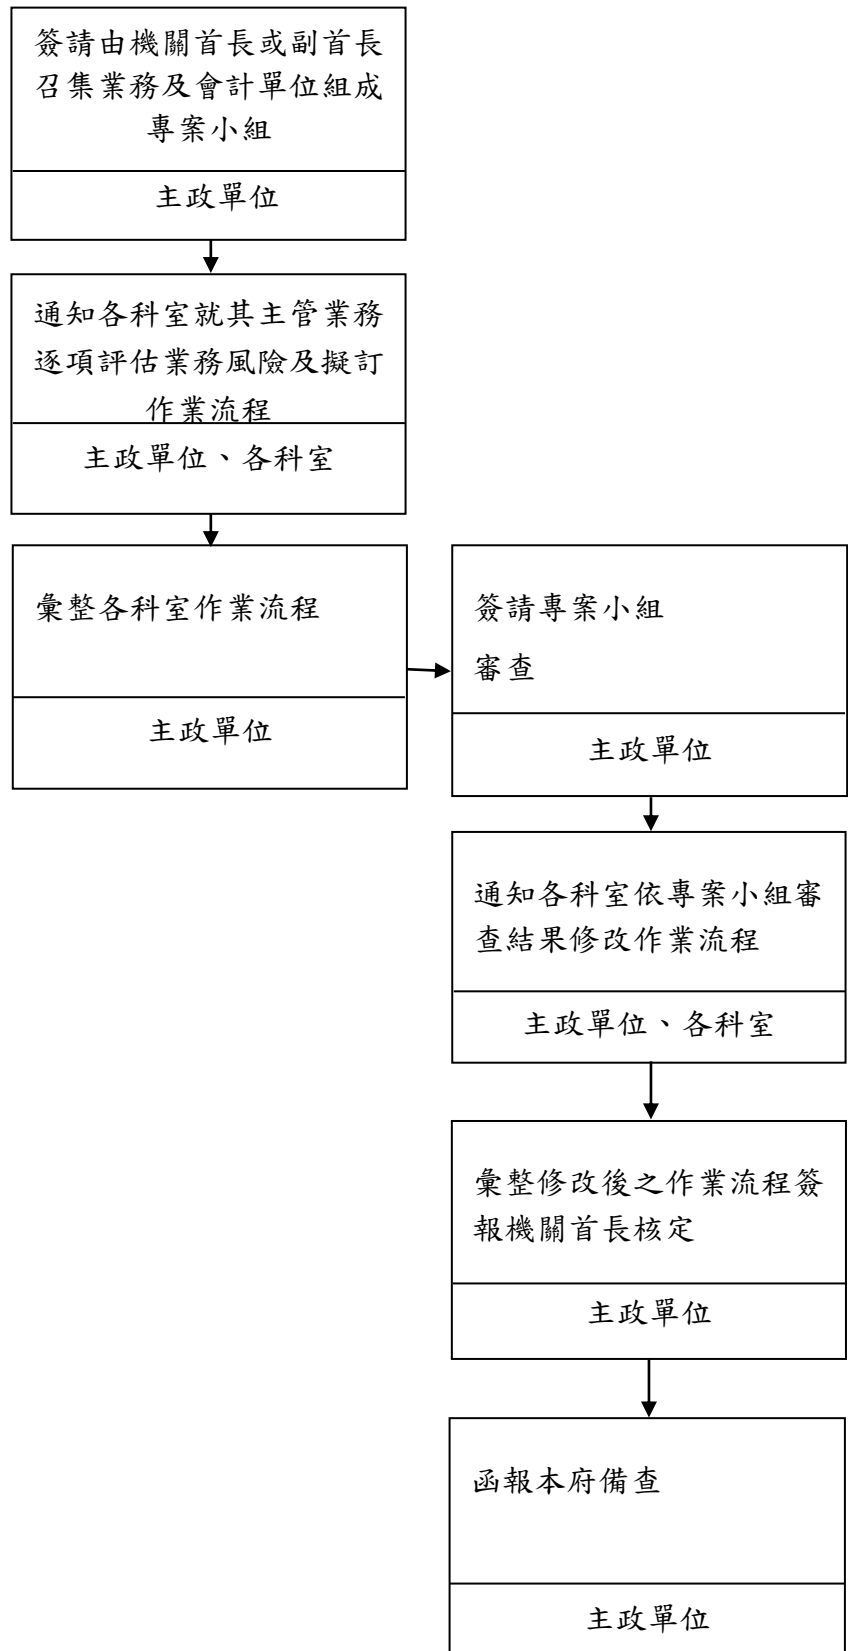 簽請由機關首長或副首長
召集業務及會計單位組成
專案小組
主政單位
通知各科室就其主管業務
逐項評估業務風險及擬訂
作業流程
主政單位、各科室
彙整各科室作業流程
主政單位
簽請專案小組
審查
主政單位
通知各科室依專案小組審
查結果修改作業流程
主政單位、各科室
彙整修改後之作業流程簽
報機關首長核定
主政單位
函報本府備查
主政單位